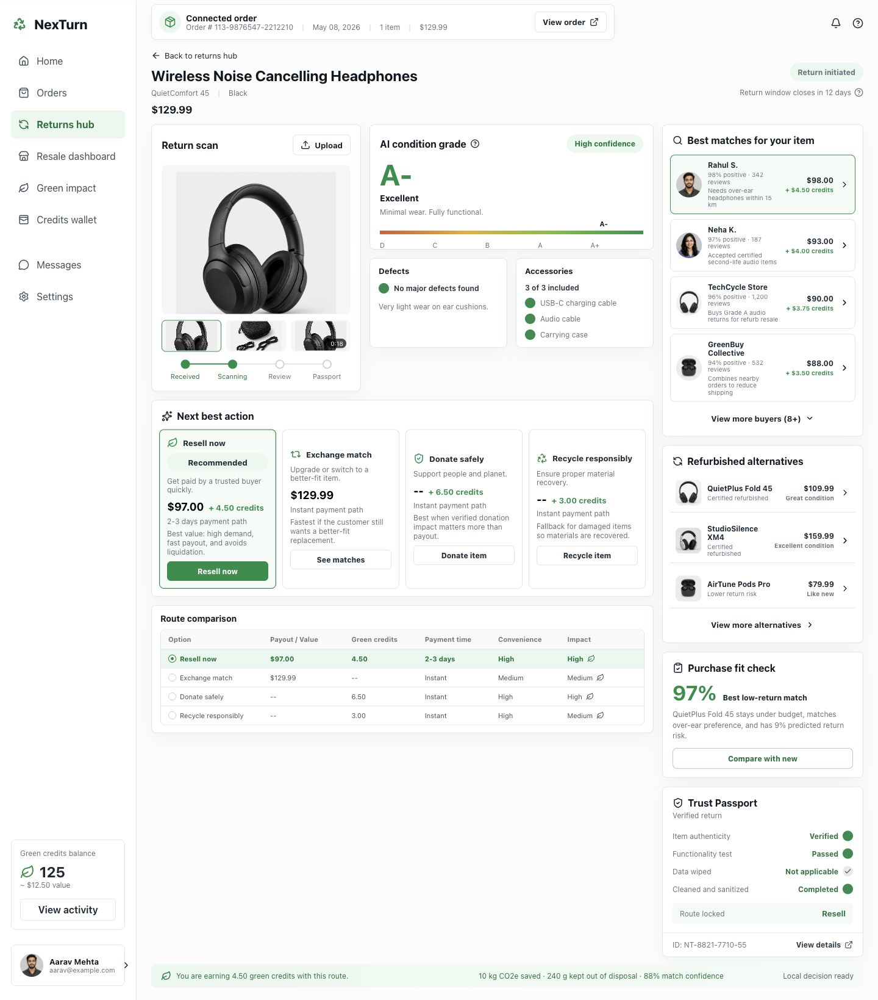 NexTurn
Home
Orders
Returns hub
Resale dashboard
Green impact
Credits wallet
Messages
Settings
Green credits balance
125
~ $12.50 value
View activity
Aarav Mehta
aarav@example.com
Connected order
Order # 113-9876547-2212210 | May 08, 2026 | 1 item | $129.99
View order
Back to returns hub
Wireless Noise Cancelling Headphones
QuietComfort 45 | Black
$129.99
Return initiated
Return window closes in 12 days
Return scan
Upload
0:18
Received Scanning Review Passport
AI condition grade
High confidence
A-
Excellent
Minimal wear. Fully functional.
A-
D C B A A+
Defects
No major defects found
Very light wear on ear cushions.
Accessories
3 of 3 included
USB-C charging cable
Audio cable
Carrying case
Next best action
Resell now
Recommended
Get paid by a trusted buyer
quickly.
$97.00 + 4.50 credits
2-3 days payment path
Best value: high demand,
fast payout, and avoids
liquidation.
Resell now
Exchange match
Upgrade or switch to a
better-fit item.
$129.99
Instant payment path
Fastest if the customer still
wants a better-fit
replacement.
See matches
Donate safely
Support people and planet.
-- + 6.50 credits
Instant payment path
Best when verified donation
impact matters more than
payout.
Donate item
Recycle responsibly
Ensure proper material
recovery.
-- + 3.00 credits
Instant payment path
Fallback for damaged items
so materials are recovered.
Recycle item
Route comparison
Option Payout / Value Green credits Payment time Convenience Impact
Resell now $97.00 4.50 2-3 days High High
Exchange match $129.99 -- Instant Medium Medium
Donate safely -- 6.50 Instant High High
Recycle responsibly -- 3.00 Instant High Medium
Best matches for your item
Rahul S.
98% positive · 342
reviews
Needs over-ear
headphones within 15
km
$98.00
+ $4.50 credits
Neha K.
97% positive · 187
reviews
Accepted certified
second-life audio items
$93.00
+ $4.00 credits
TechCycle Store
96% positive · 1,200
reviews
Buys Grade A audio
returns for refurb resale
$90.00
+ $3.75 credits
GreenBuy
Collective
94% positive · 532
reviews
Combines nearby
orders to reduce
shipping
$88.00
+ $3.50 credits
View more buyers (8+)
Refurbished alternatives
QuietPlus Fold 45
Certified refurbished
$109.99
Great condition
StudioSilence
XM4
Certified
refurbished
$159.99
Excellent condition
AirTune Pods Pro
Lower return risk
$79.99
Like new
View more alternatives
Purchase fit check
97% Best low-return match
QuietPlus Fold 45 stays under budget, matches
over-ear preference, and has 9% predicted return
risk.
Compare with new
Trust Passport
Verified return
Item authenticity Verified
Functionality test Passed
Data wiped Not applicable
Cleaned and sanitized Completed
Route locked Resell
ID: NT-8821-7710-55 View details
You are earning 4.50 green credits with this route.
10 kg CO2e saved · 240 g kept out of disposal · 88% match confidence
Local decision ready